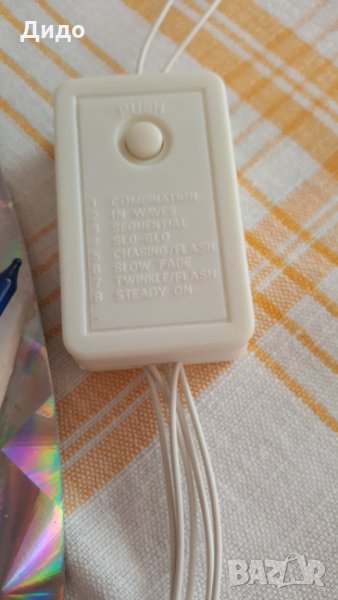 Дидо
PUSH
1 COMBINATION
2 IN WAVES
3 SEQUENTIAL
4 SLO-GLO
5 CHASING/FLASH
6 SLOW FADE
7 TWINKLE/FLASH
8 STEADY ON
BAZAR